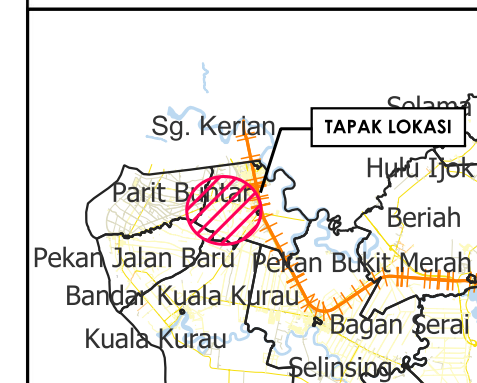 Selama
Sg. Kerian
TAPAK LOKASI
Hulu Ijok
Parit Buntar
Beriah
Pekan Jalan Baru
Pekan Bukit Merah
Bandar Kuala Kurau
Bagan Serai
Kuala Kurau
Selinsing